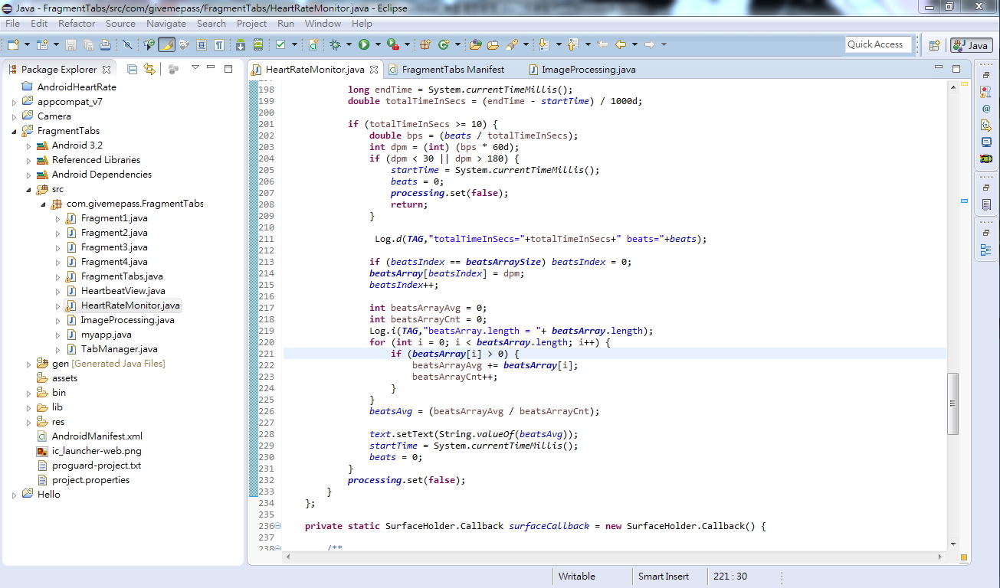 Java - FragmentTabs/src/com/givemepass/FragmentTabs/HeartRateMonitor.java - Eclipse
File Edit Refactor Source Navigate Search Project Run Window Help
Quick Access
Java
Package Explorer
HeartRateMonitor.java
FragmentTabs Manifest
ImageProcessing.java
AndroidHeartRate
appcompat_v7
Camera
FragmentTabs
Android 3.2
Referenced Libraries
Android Dependencies
src
com.givemepass.FragmentTabs
Fragment1.java
Fragment2.java
Fragment3.java
Fragment4.java
FragmentTabs.java
HeartbeatView.java
HeartRateMonitor.java
ImageProcessing.java
myapp.java
TabManager.java
gen [Generated Java Files]
assets
bin
lib
res
AndroidManifest.xml
ic_launcher-web.png
proguard-project.txt
project.properties
Hello
198 long endTime = System.currentTimeMillis();
199 double totalTimeInSecs = (endTime - startTime) / 1000d;
200
201 if (totalTimeInSecs >= 10) {
202 double bps = (beats / totalTimeInSecs);
203 int dpm = (int) (bps * 60d);
204 if (dpm < 30 || dpm > 180) {
205 startTime = System.currentTimeMillis();
206 beats = 0;
207 processing.set(false);
208 return;
209 }
210
211 Log.d(TAG,"totalTimeInSecs="+totalTimeInSecs+" beats="+beats);
212
213 if (beatsIndex == beatsArraySize) beatsIndex = 0;
214 beatsArray[beatsIndex] = dpm;
215 beatsIndex++;
216
217 int beatsArrayAvg = 0;
218 int beatsArrayCnt = 0;
219 Log.i(TAG,"beatsArray.length = "+ beatsArray.length);
220 for (int i = 0; i < beatsArray.length; i++) {
221 if (beatsArray[i] > 0) {
222 beatsArrayAvg += beatsArray[i];
223 beatsArrayCnt++;
224 }
225 }
226 beatsAvg = (beatsArrayAvg / beatsArrayCnt);
227
228 text.setText(String.valueOf(beatsAvg));
229 startTime = System.currentTimeMillis();
230 beats = 0;
231 }
232 processing.set(false);
233 }
234 };
235
236 private static SurfaceHolder.Callback surfaceCallback = new SurfaceHolder.Callback() {
237
238 /**
Writable
Smart Insert
221 : 30